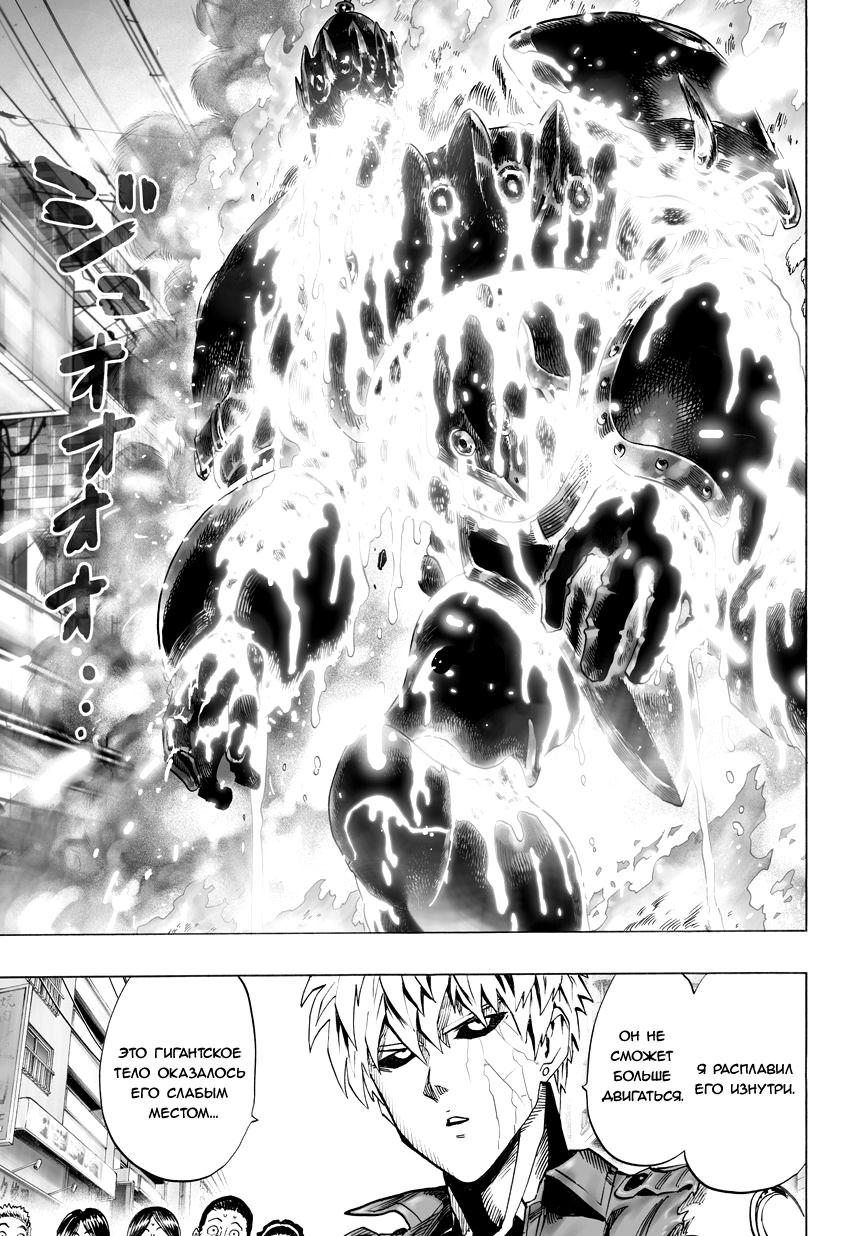 ジュオオオオオ...
Я РАСПЛАВИЛ
ЕГО ИЗНУТРИ.
ОН НЕ
СМОЖЕТ
БОЛЬШЕ
ДВИГАТЬСЯ.
ЭТО ГИГАНТСКОЕ
ТЕЛО ОКАЗАЛОСЬ
ЕГО СЛАБЫМ
МЕСТОМ...